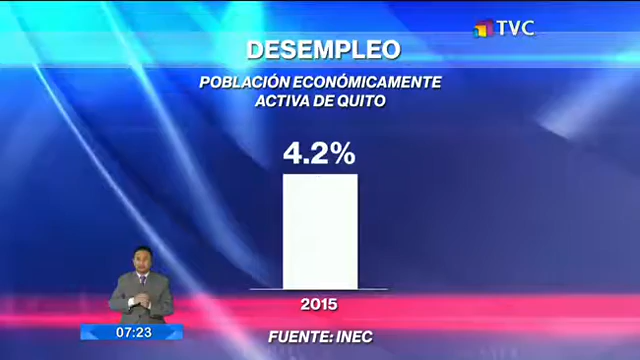 TVC
DESEMPLEO
POBLACIÓN ECONÓMICAMENTE
ACTIVA DE QUITO
4.2%
2015
07:23
FUENTE: INEC